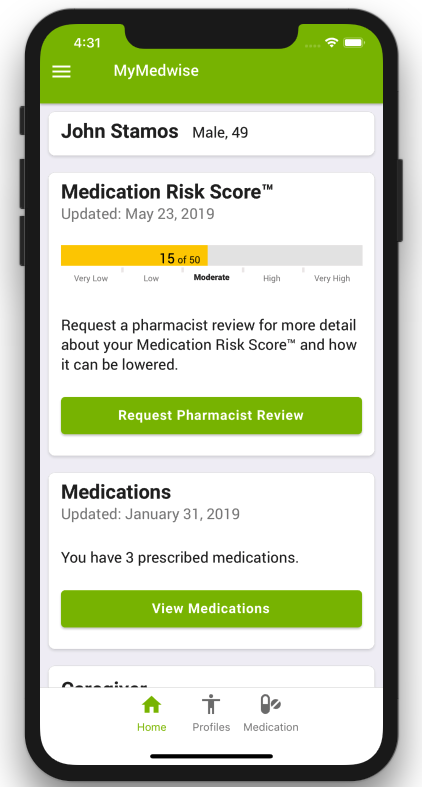 4:31
MyMedwise
John Stamos Male, 49
Medication Risk Score™
Updated: May 23, 2019
15 of 50
Very Low Low Moderate High Very High
Request a pharmacist review for more detail
about your Medication Risk Score™ and how
it can be lowered.
Request Pharmacist Review
Medications
Updated: January 31, 2019
You have 3 prescribed medications.
View Medications
Caregiver
Home Profiles Medication